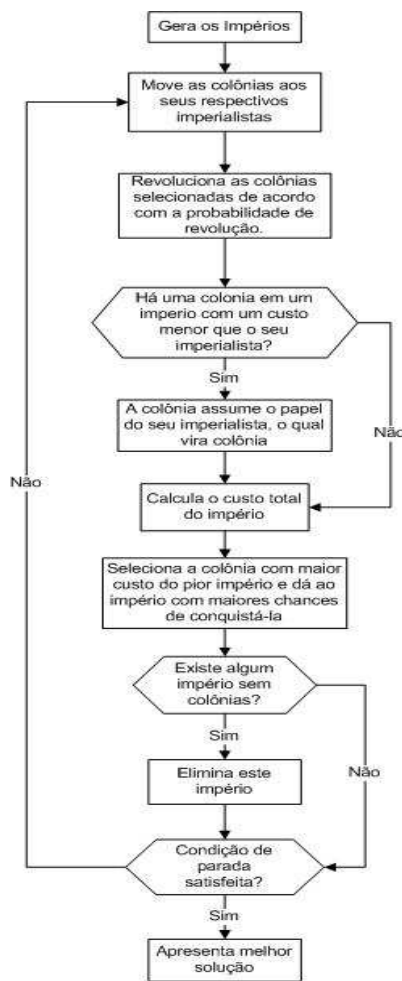 Gera os Impérios
Move as colônias aos
seus respectivos
imperialistas
Revoluciona as colônias
selecionadas de acordo
com a probabilidade de
revolução.
Há uma colonia em um
imperio com um custo
menor que o seu
imperialista?
Sim
Não
A colônia assume o papel
do seu imperialista, o qual
vira colônia
Não
Calcula o custo total
do império
Seleciona a colônia com maior
custo do pior império e dá ao
império com maiores chances
de conquistá-la
Existe algum
império sem
colônias?
Sim
Não
Elimina este
império
Condição de
parada
satisfeita?
Sim
Apresenta melhor
solução